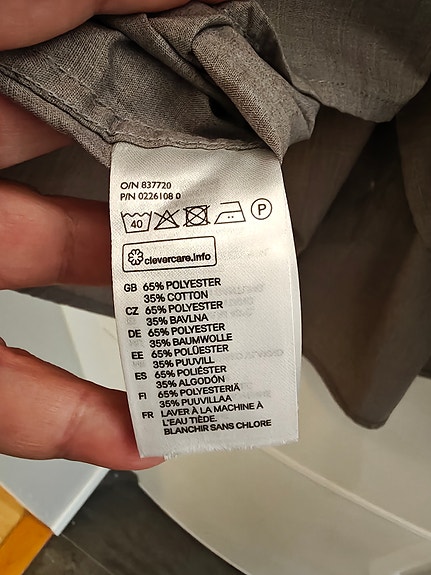 O/N 837720
P/N 0226108 0
40 P
clevercare.info
GB 65% POLYESTER
35% COTTON
CZ 65% POLYESTER
35% BAVLNA
DE 65% POLYESTER
35% BAUMWOLLE
EE 65% POLÜESTER
35% PUUVILL
ES 65% POLIÉSTER
35% ALGODÓN
FI 65% POLYESTERIÄ
35% PUUVILLAA
FR LAVER À LA MACHINE À
L'EAU TIÈDE.
BLANCHIR SANS CHLORE